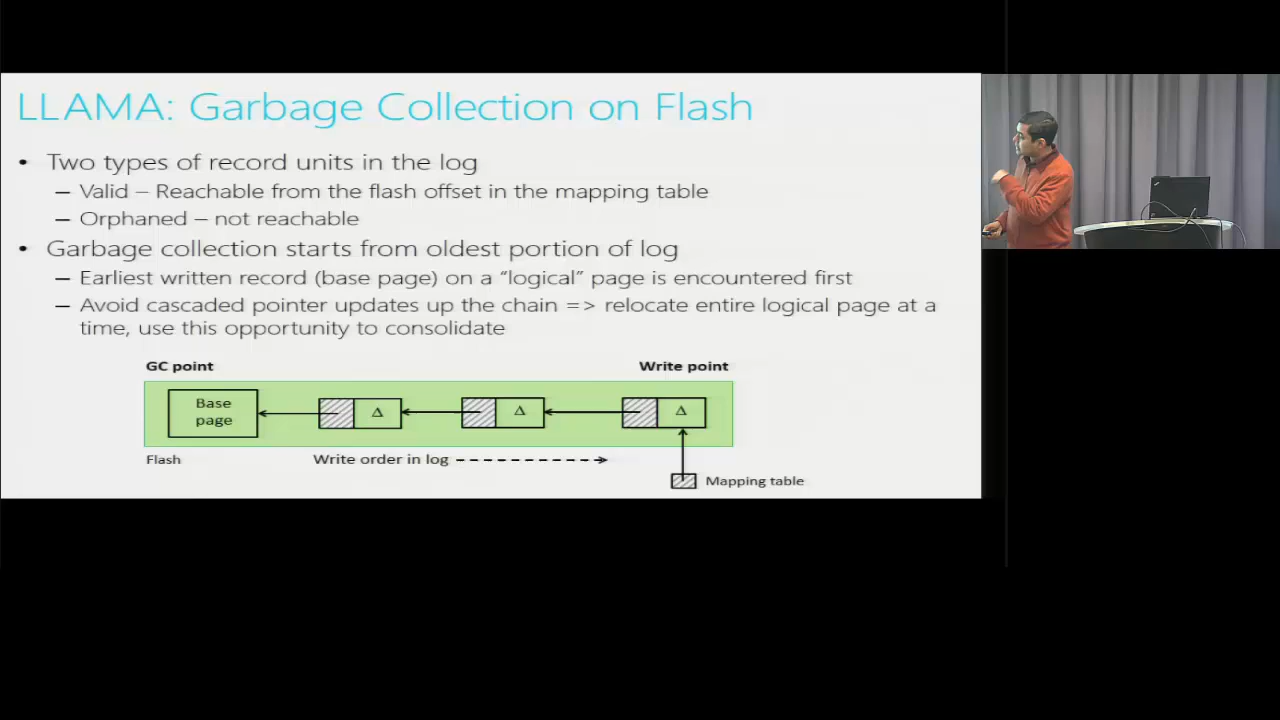 LLAMA: Garbage Collection on Flash
• Two types of record units in the log
– Valid – Reachable from the flash offset in the mapping table
– Orphaned – not reachable
• Garbage collection starts from oldest portion of log
– Earliest written record (base page) on a “logical” page is encountered first
– Avoid cascaded pointer updates up the chain => relocate entire logical page at a
time, use this opportunity to consolidate
GC point
Write point
Base
page
Δ
Δ
Δ
Flash
Write order in log
Mapping table